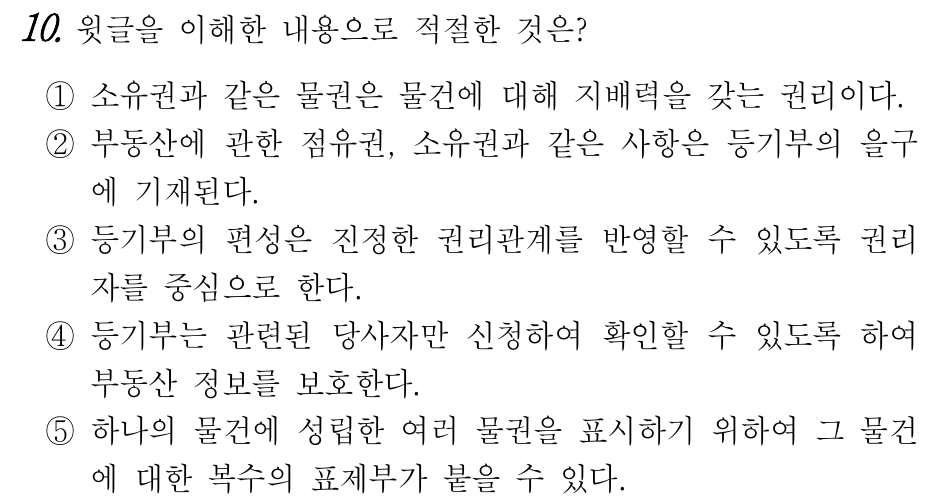 10. 윗글을 이해한 내용으로 적절한 것은?
① 소유권과 같은 물권은 물건에 대해 지배력을 갖는 권리이다.
② 부동산에 관한 점유권, 소유권과 같은 사항은 등기부의 을구
에 기재된다.
③ 등기부의 편성은 진정한 권리관계를 반영할 수 있도록 권리
자를 중심으로 한다.
④ 등기부는 관련된 당사자만 신청하여 확인할 수 있도록 하여
부동산 정보를 보호한다.
⑤ 하나의 물건에 성립한 여러 물권을 표시하기 위하여 그 물건
에 대한 복수의 표제부가 붙을 수 있다.